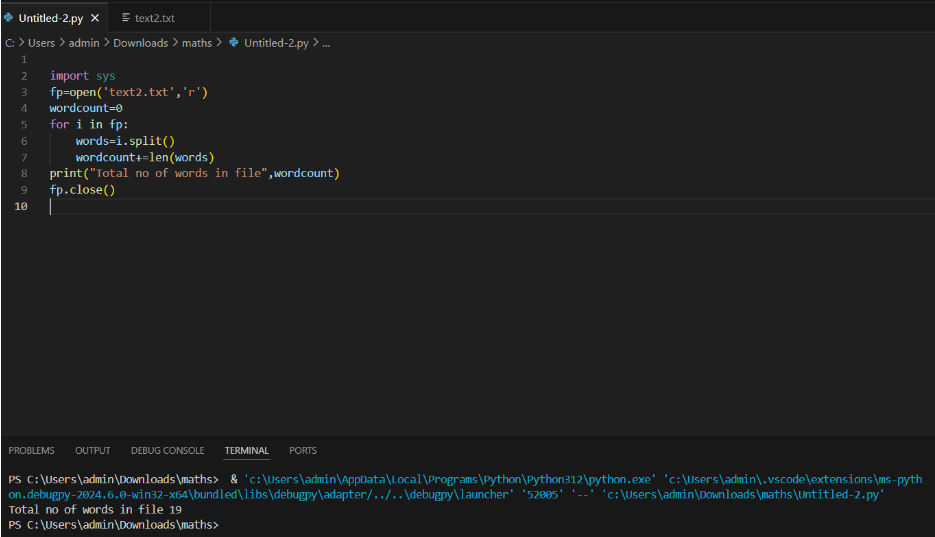 Untitled-2.py × text2.txt
C: > Users > admin > Downloads > maths > Untitled-2.py > ...
1
2 import sys
3 fp=open('text2.txt','r')
4 wordcount=0
5 for i in fp:
6 words=i.split()
7 wordcount+=len(words)
8 print("Total no of words in file",wordcount)
9 fp.close()
10
PROBLEMS OUTPUT DEBUG CONSOLE TERMINAL PORTS
PS C:\Users\admin\Downloads\maths> & 'c:\Users\admin\AppData\Local\Programs\Python\Python312\python.exe' 'c:\Users\admin\.vscode\extensions\ms-pyth
on.debugpy-2024.6.0-win32-x64\bundled\libs\debugpy\adapter/../..\debugpy\launcher' '52005' '--' 'c:\Users\admin\Downloads\maths\Untitled-2.py'
Total no of words in file 19
PS C:\Users\admin\Downloads\maths>